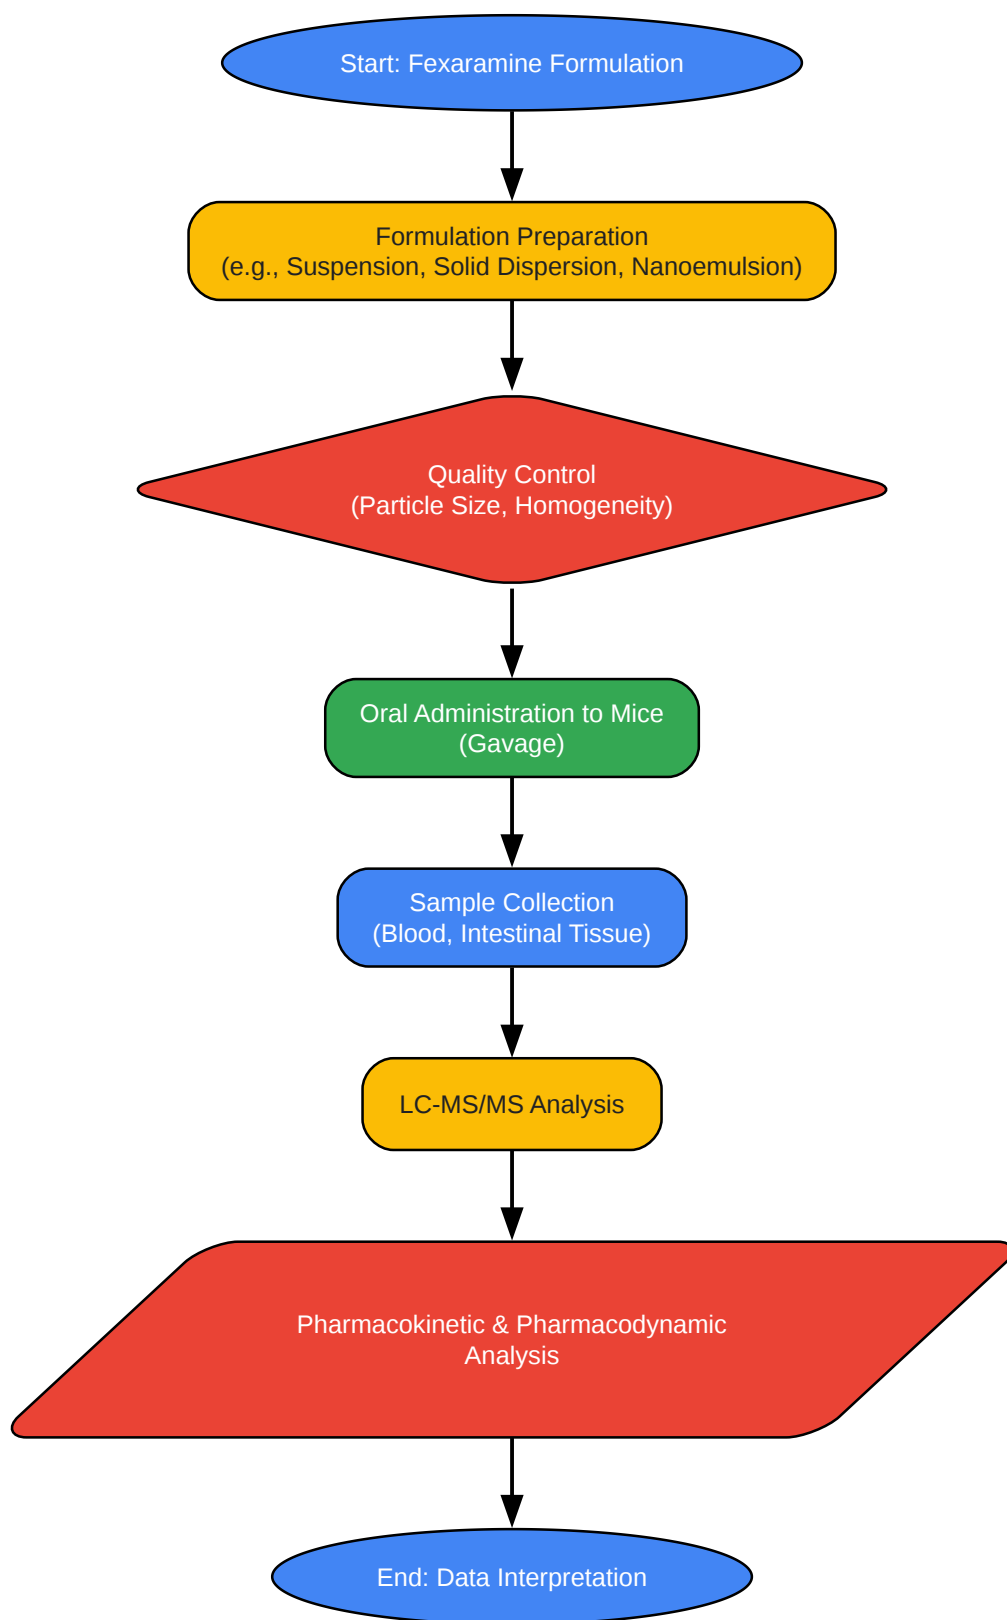 Start: Fexaramine Formulation
Formulation Preparation
(e.g., Suspension, Solid Dispersion, Nanoemulsion)
Quality Control
(Particle Size, Homogeneity)
Oral Administration to Mice
(Gavage)
Sample Collection
(Blood, Intestinal Tissue)
LC-MS/MS Analysis
Pharmacokinetic & Pharmacodynamic
Analysis
End: Data Interpretation